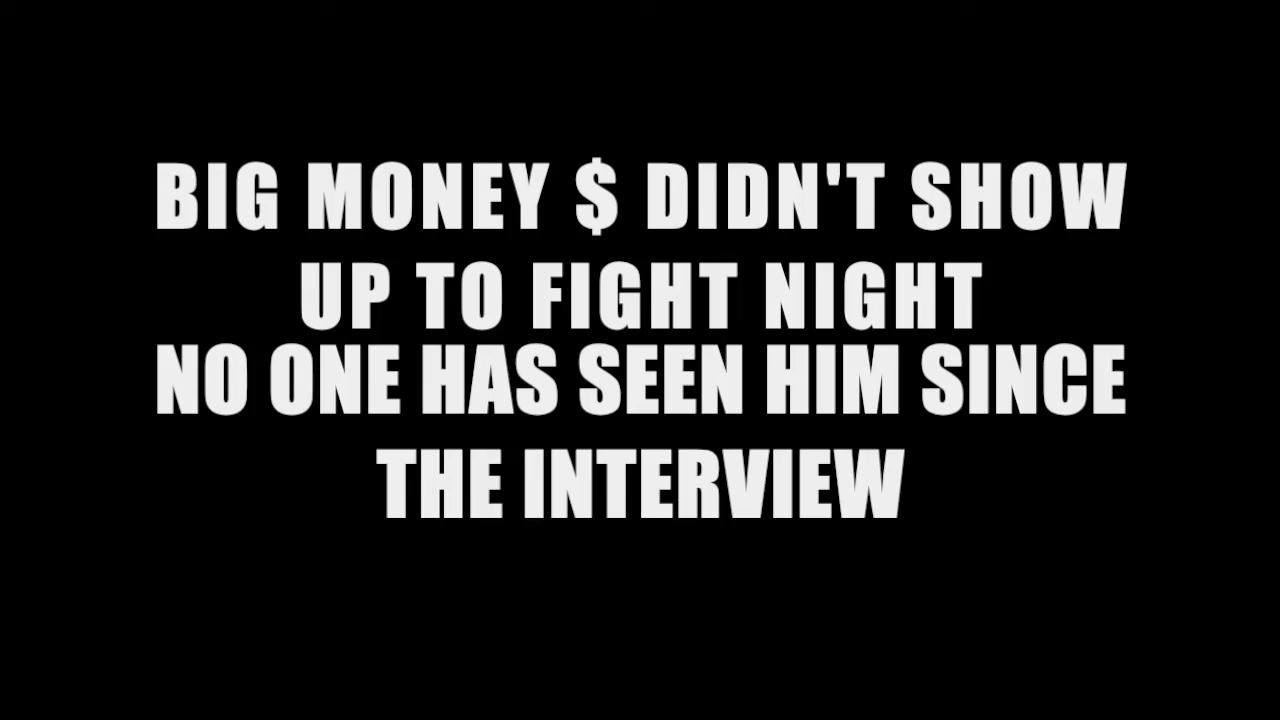 BIG MONEY $ DIDN'T SHOW
UP TO FIGHT NIGHT
NO ONE HAS SEEN HIM SINCE
THE INTERVIEW